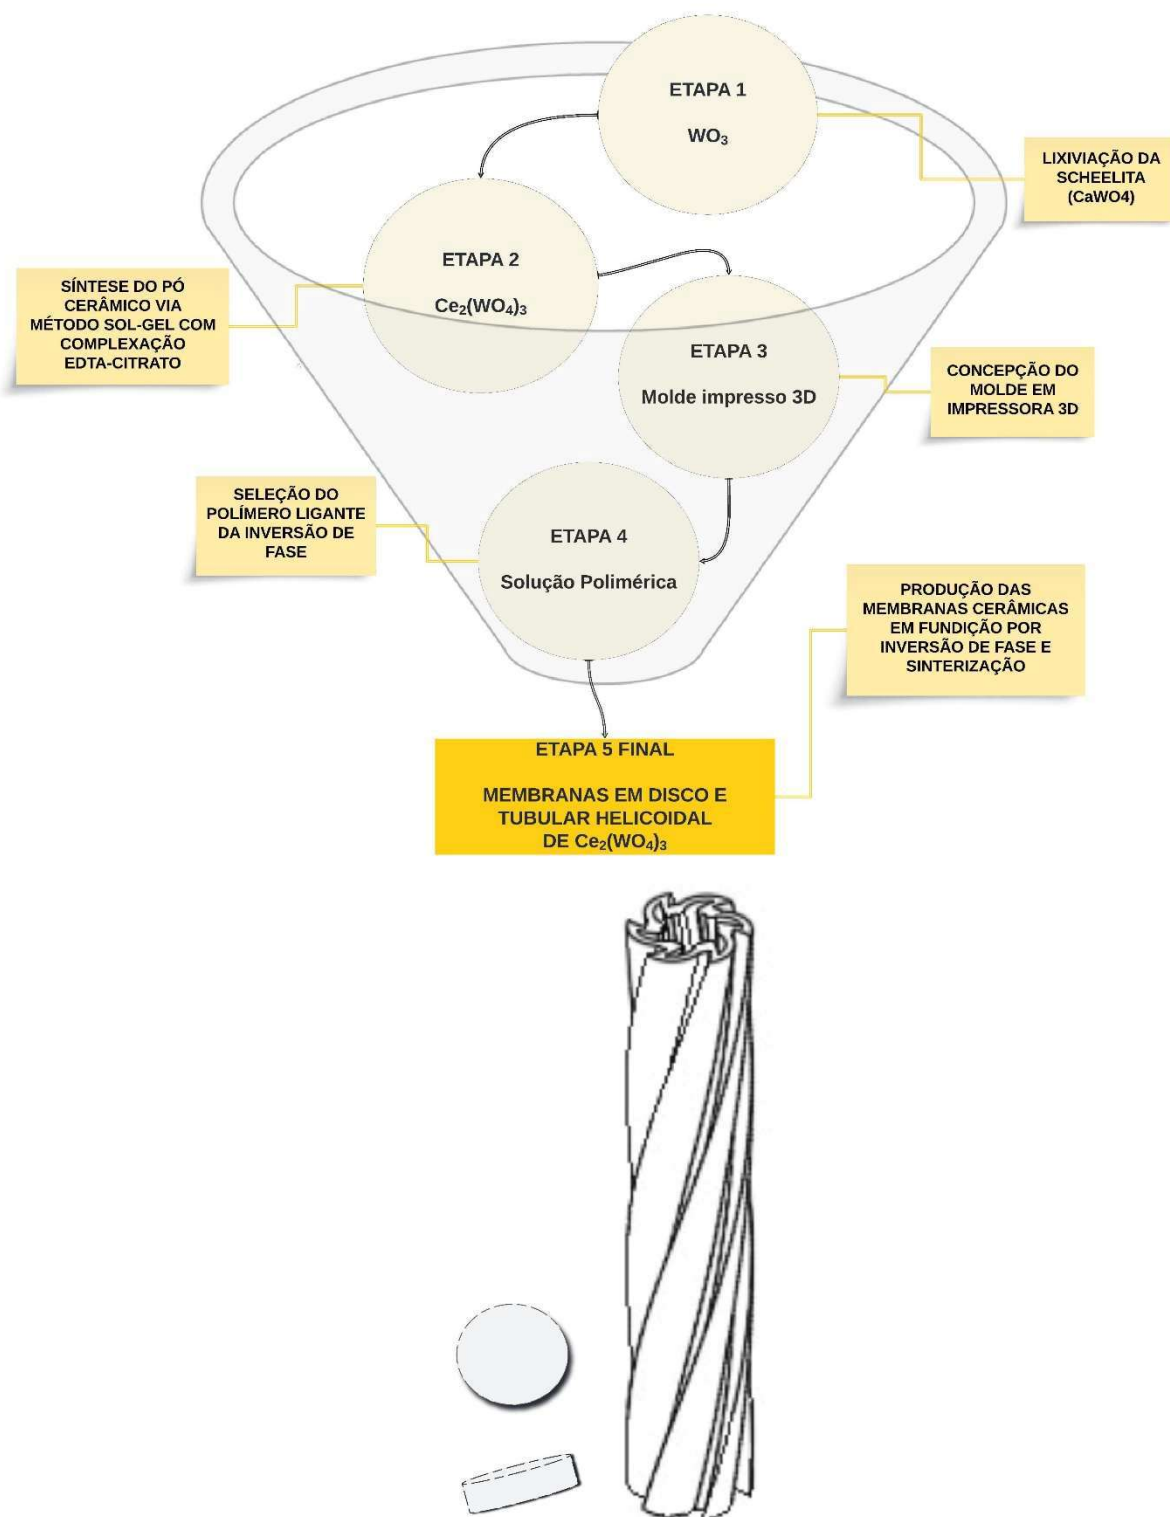 ETAPA 1
WO₃
LIXIVIAÇÃO DA
SCHEELITA
(CaWO4)
ETAPA 2
Ce₂(WO₄)₃
SÍNTESE DO PÓ
CERÂMICO VIA
MÉTODO SOL-GEL COM
COMPLEXAÇÃO
EDTA-CITRATO
ETAPA 3
Molde impresso 3D
CONCEPÇÃO DO
MOLDE EM
IMPRESSORA 3D
SELEÇÃO DO
POLÍMERO LIGANTE
DA INVERSÃO DE
FASE
ETAPA 4
Solução Polimérica
PRODUÇÃO DAS
MEMBRANAS CERÂMICAS
EM FUNDIÇÃO POR
INVERSÃO DE FASE E
SINTERIZAÇÃO
ETAPA 5 FINAL
MEMBRANAS EM DISCO E
TUBULAR HELICOIDAL
DE Ce₂(WO₄)₃